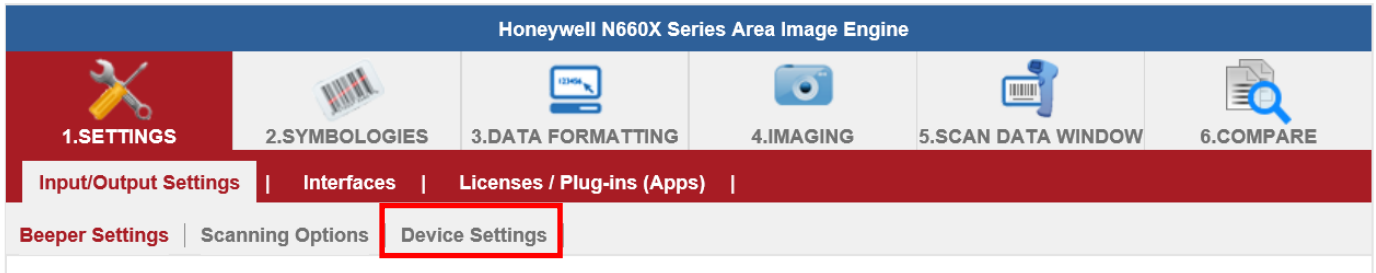 Honeywell N660X Series Area Image Engine
123456
1.SETTINGS 2.SYMBOLOGIES 3.DATA FORMATTING 4.IMAGING 5.SCAN DATA WINDOW 6.COMPARE
Input/Output Settings | Interfaces | Licenses / Plug-ins (Apps) |
Beeper Settings | Scanning Options | Device Settings